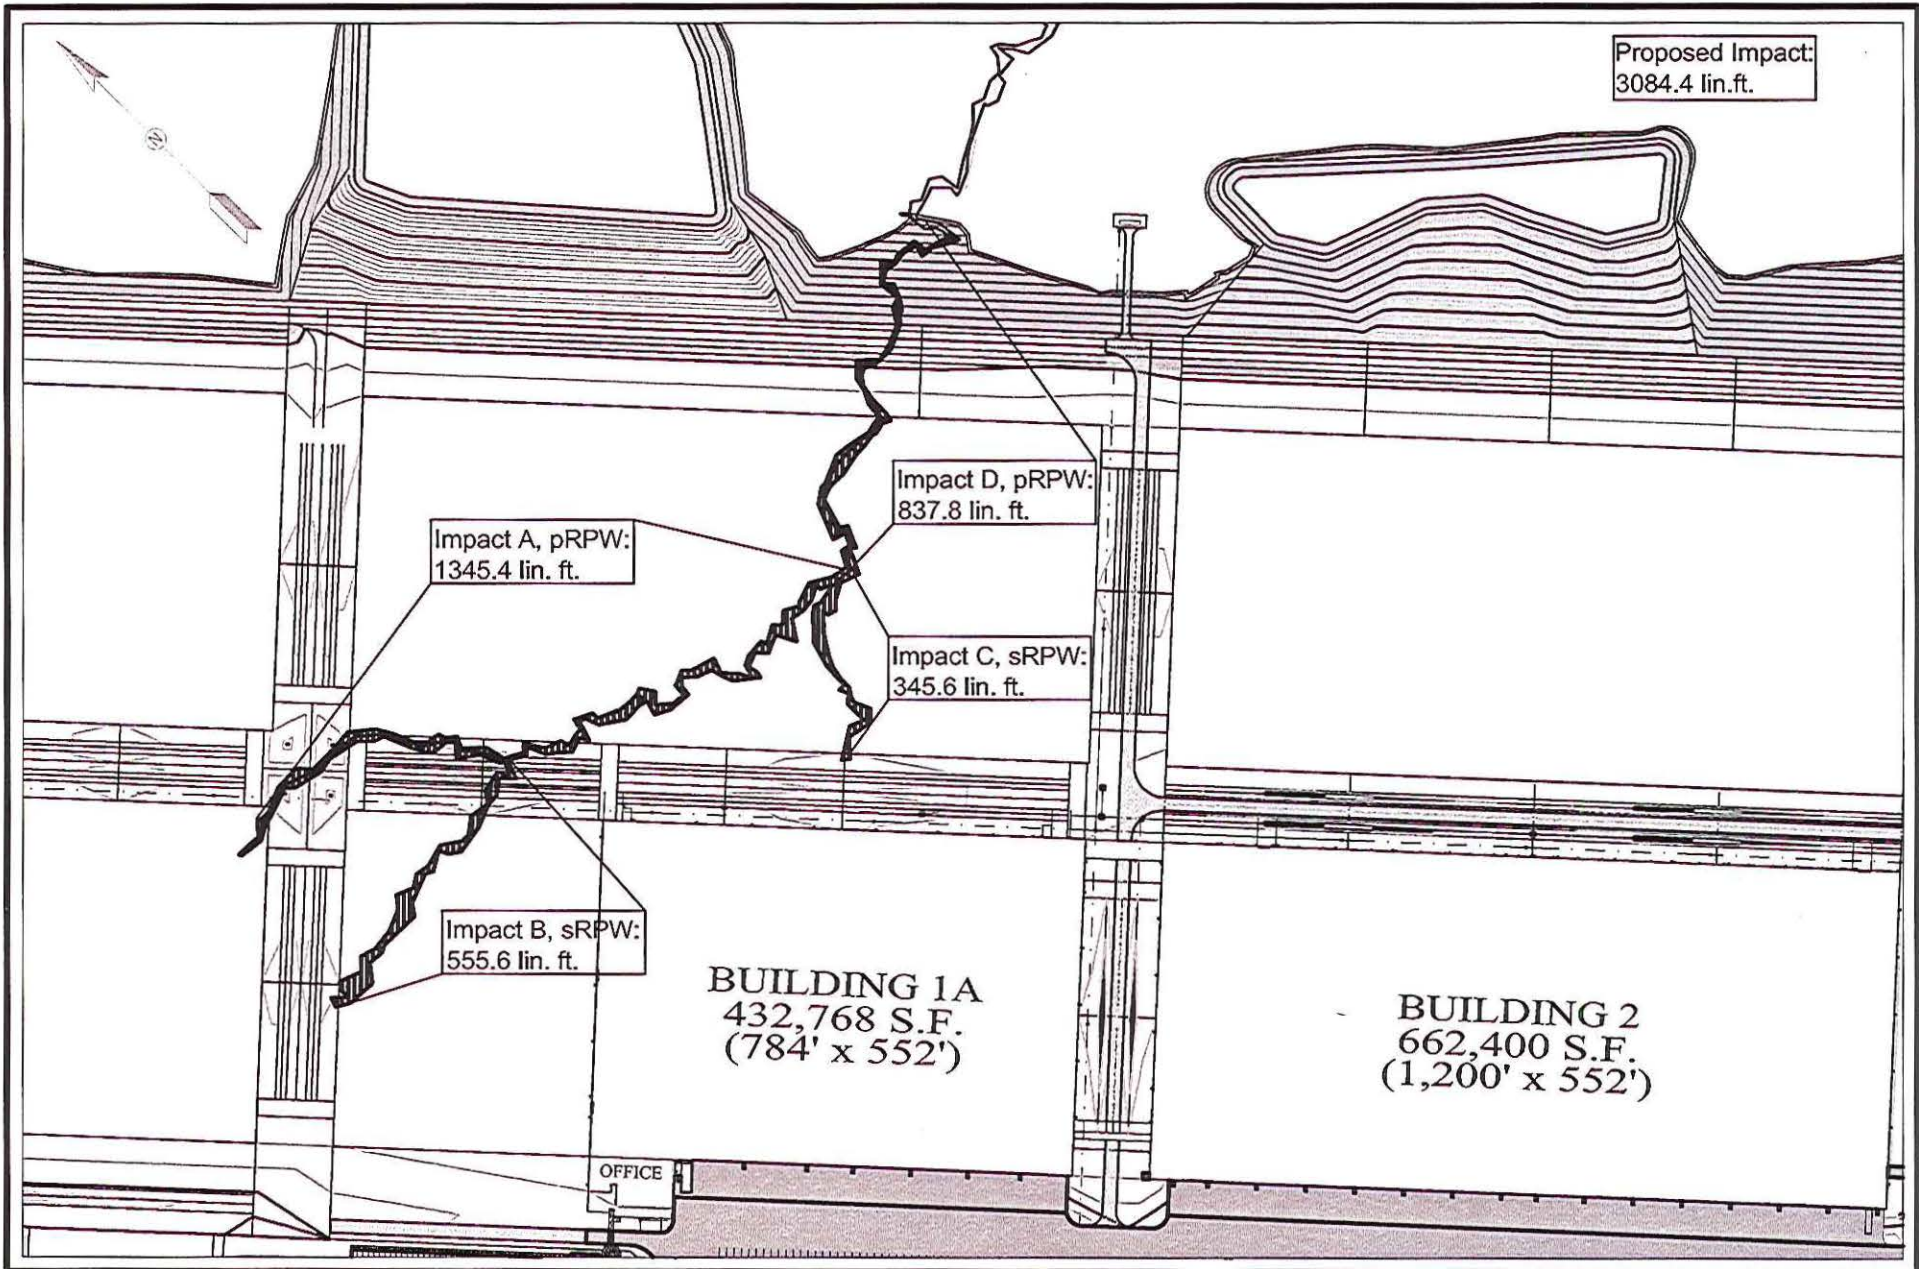 Proposed Impact:
3084.4 lin.ft.
N
Impact D, pRPW:
837.8 lin. ft.
Impact A, pRPW:
1345.4 lin. ft.
Impact C, sRPW:
345.6 lin. ft.
Impact B, sRPW:
555.6 lin. ft.
BUILDING 1A
432,768 S.F.
(784' x 552')
BUILDING 2
662,400 S.F.
(1,200' x 552')
OFFICE